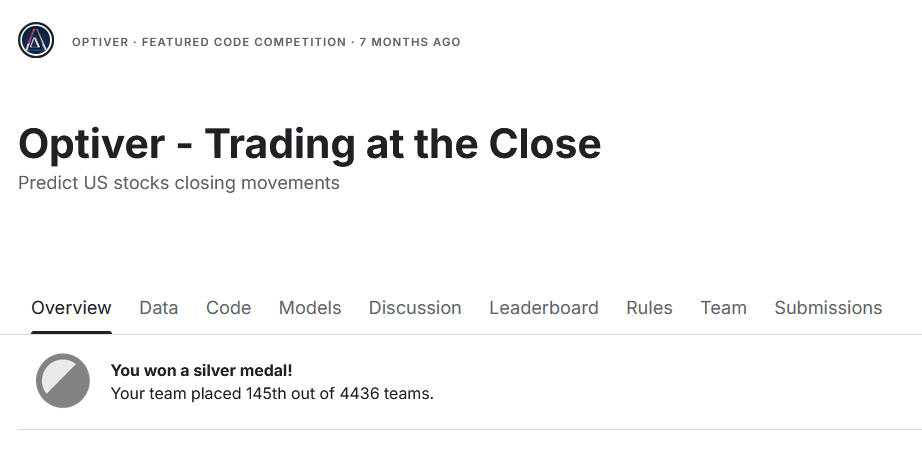 OPTIVER · FEATURED CODE COMPETITION · 7 MONTHS AGO
Optiver - Trading at the Close
Predict US stocks closing movements
Overview Data Code Models Discussion Leaderboard Rules Team Submissions
You won a silver medal!
Your team placed 145th out of 4436 teams.